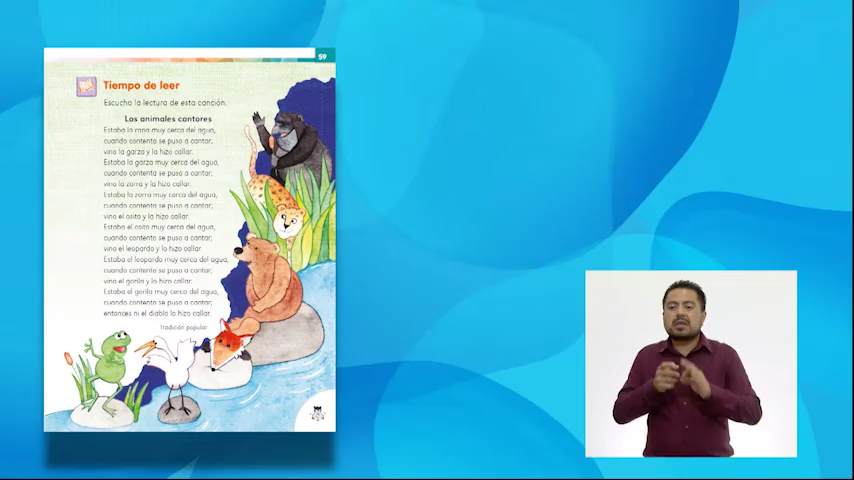 59
Tiempo de leer
Escucha la lectura de esta canción.
Los animales cantores
Estaba la rana muy cerca del agua,
cuando contenta se puso a cantar;
vino la garza y la hizo callar.
Estaba la garza muy cerca del agua,
cuando contenta se puso a cantar;
vino la zorra y la hizo callar.
Estaba la zorra muy cerca del agua,
cuando contenta se puso a cantar;
vino el osito y la hizo callar.
Estaba el osito muy cerca del agua,
cuando contento se puso a cantar;
vino el leopardo y lo hizo callar.
Estaba el leopardo muy cerca del agua,
cuando contento se puso a cantar;
vino el gorila y lo hizo callar.
Estaba el gorila muy cerca del agua,
cuando contento se puso a cantar;
entonces ni el diablo lo hizo callar.
Tradición popular